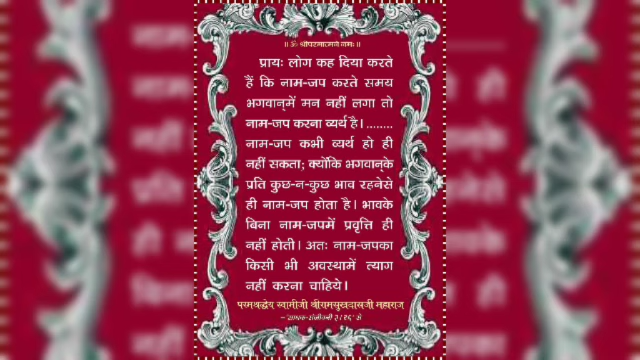 ॥ ॐ श्रीपरमात्मने नमः ॥
प्रायः लोग कह दिया करते
हैं कि नाम-जप करते समय
भगवान्‌में मन नहीं लगा तो
नाम-जप करना व्यर्थ है। ........
नाम-जप कभी व्यर्थ हो ही
नहीं सकता; क्योंकि भगवान्‌के
प्रति कुछ-न-कुछ भाव रहनेसे
ही नाम-जप होता है। भावके
बिना नाम-जपमें प्रवृत्ति ही
नहीं होती। अतः नाम-जपका
किसी भी अवस्थामें त्याग
नहीं करना चाहिये।
परमश्रद्धेय स्वामीजी श्रीरामसुखदासजी महाराज
– 'साधक-संजीवनी से